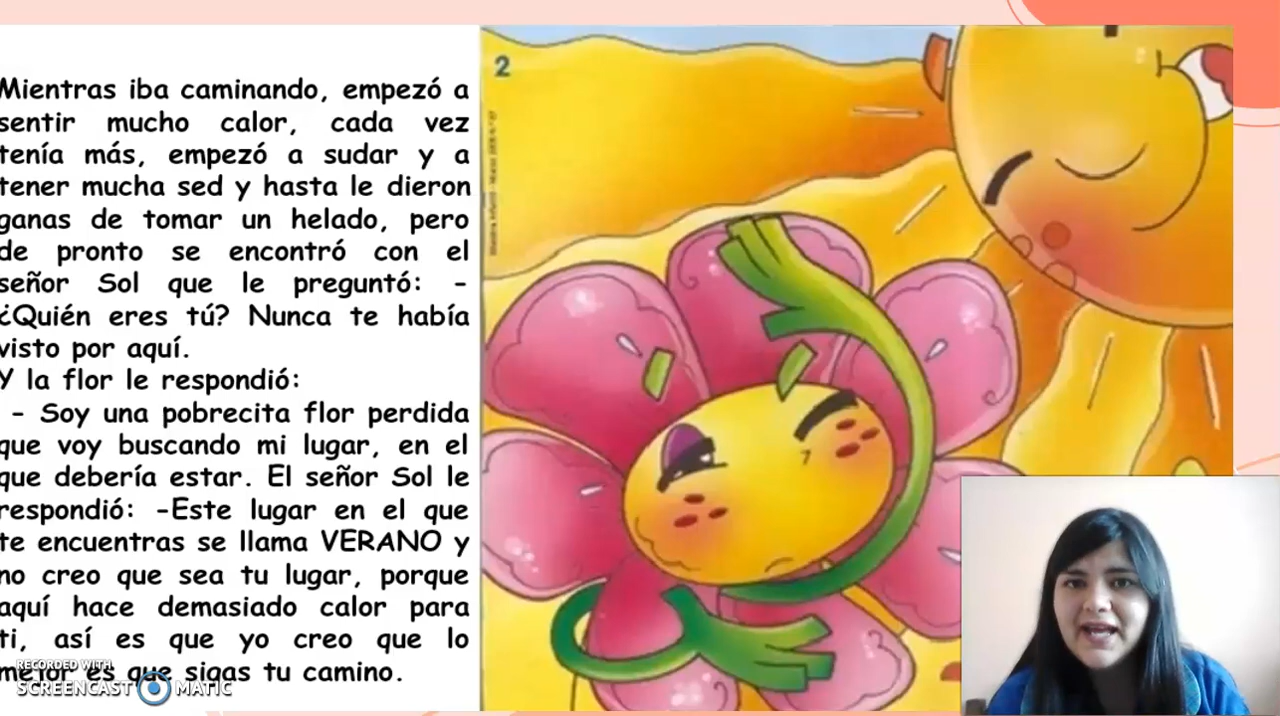 Mientras iba caminando, empezó a
sentir mucho calor, cada vez
tenía más, empezó a sudar y a
tener mucha sed y hasta le dieron
ganas de tomar un helado, pero
de pronto se encontró con el
señor Sol que le preguntó: -
¿Quién eres tú? Nunca te había
visto por aquí.
Y la flor le respondió:
- Soy una pobrecita flor perdida
que voy buscando mi lugar, en el
que debería estar. El señor Sol le
respondió: -Este lugar en el que
te encuentras se llama VERANO y
no creo que sea tu lugar, porque
aquí hace demasiado calor para
ti, así es que yo creo que lo
mejor es que sigas tu camino.
2
RECORDED WITH
SCREENCAST MATIC